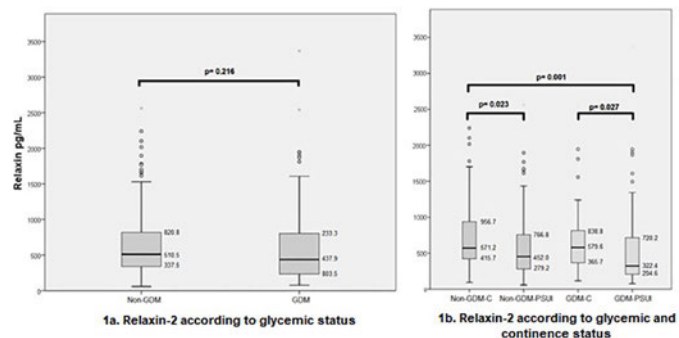 p= 0.216
Relaxin pg/mL
3500
3000
2500
2000
1500
1000
500
0
820.8
510.5
337.6
233.3
437.9
803.5
Non-GDM
GDM
1a. Relaxin-2 according to glycemic status
p= 0.001
p= 0.023
p= 0.027
3500
3000
2500
2000
1500
1000
500
0
956.7
571.2
415.7
766.8
452.0
279.2
838.8
579.6
365.7
720.2
322.4
204.6
Non-GDM-C
Non-GDM-PSUI
GDM-C
GDM-PSUI
1b. Relaxin-2 according to glycemic and
continence status